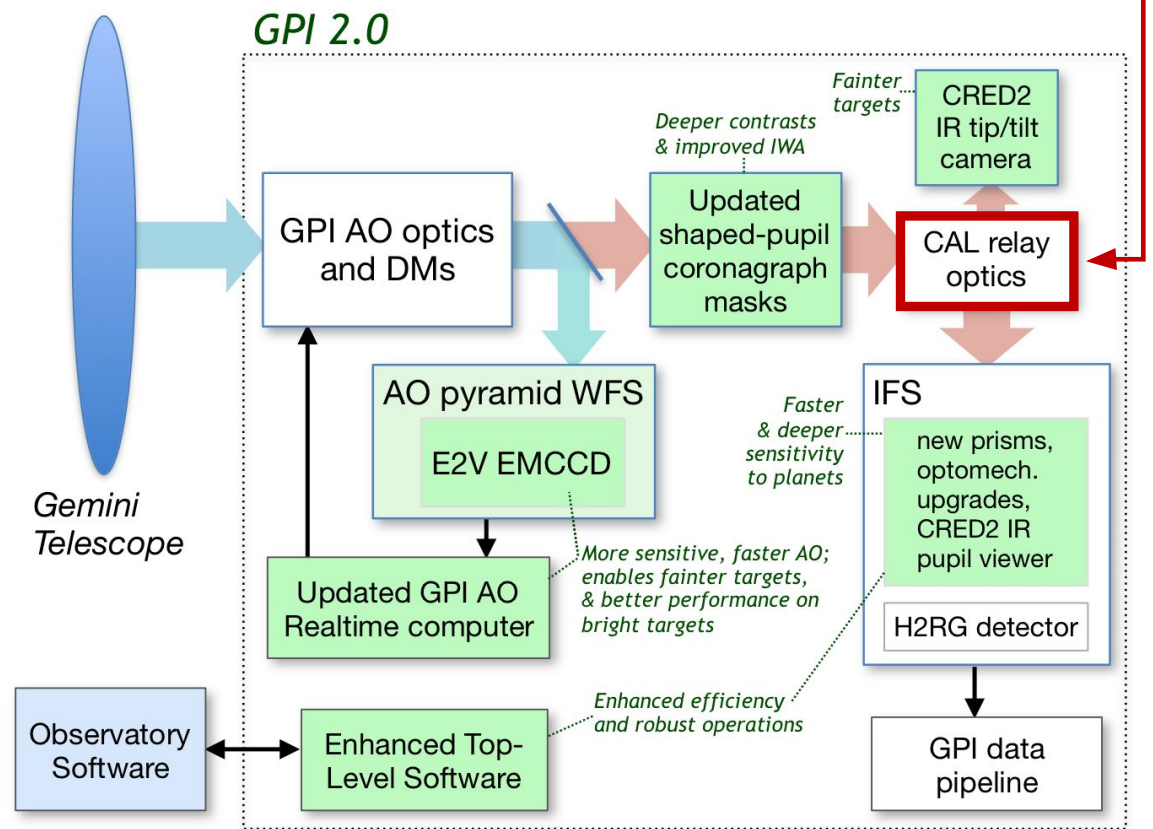 GPI 2.0
Gemini
Telescope
GPI AO optics
and DMs
Deeper contrasts
& improved IWA
Updated
shaped-pupil
coronagraph
masks
Fainter
targets
CRED2
IR tip/tilt
camera
CAL relay
optics
AO pyramid WFS
E2V EMCCD
Faster
& deeper
sensitivity
to planets
IFS
new prisms,
optomech.
upgrades,
CRED2 IR
pupil viewer
H2RG detector
Updated GPI AO
Realtime computer
More sensitive, faster AO;
enables fainter targets,
& better performance on
bright targets
Observatory
Software
Enhanced Top-
Level Software
Enhanced efficiency
and robust operations
GPI data
pipeline